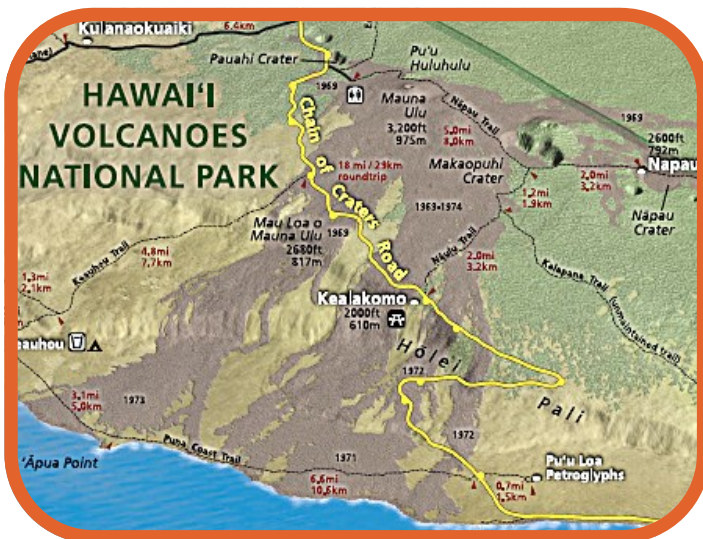 Kulanaokuaiki
6.4km
Pauahi Crater
Pu'u
Huluhulu
HAWAI'I
VOLCANOES
NATIONAL PARK
1969
Mauna
Ulu
3,200ft
975m
Nāpau Trail
5.0mi
8.0km
1969
2600ft
792m
Napau
Chain of Craters Road
18 mi / 29km
roundtrip
Makaopuhi
Crater
1.2mi
1.9km
2.0mi
3.2km
Nāpau
Crater
1969-1974
Mau Loa o
Mauna Ulu
2680ft
817m
1969
Keauhou Trail
4.8mi
7.7km
Nāulu Trail
2.0mi
3.2km
Kalapana Trail
(unmaintained trail)
1.3mi
2.1km
Kealakomo
2000ft
610m
eauhou
Hōlei Pali
1972
3.1mi
5.0km
1973
1972
'Āpua Point
Puna Coast Trail
1971
6.6mi
10.6km
Pu'u Loa
Petroglyphs
0.7mi
1.5km